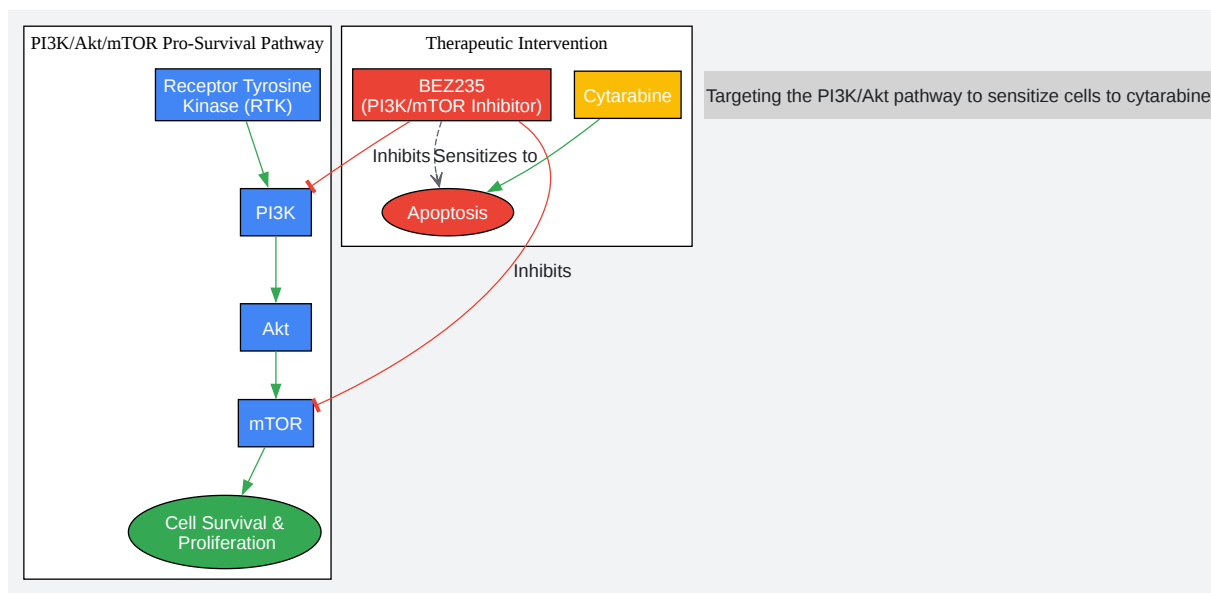 PI3K/Akt/mTOR Pro-Survival Pathway
Receptor Tyrosine
Kinase (RTK)
PI3K
Akt
mTOR
Cell Survival &
Proliferation
Therapeutic Intervention
BEZ235
(PI3K/mTOR Inhibitor)
Cytarabine
Inhibits
Sensitizes to
Apoptosis
Inhibits
Targeting the PI3K/Akt pathway to sensitize cells to cytarabine